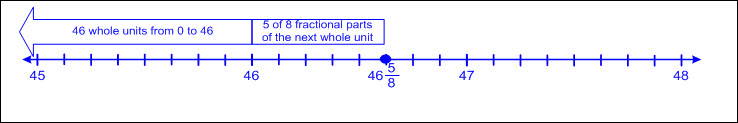 46 whole units from 0 to 46
5 of 8 fractional parts
of the next whole unit
45
46
46 5/8
47
48